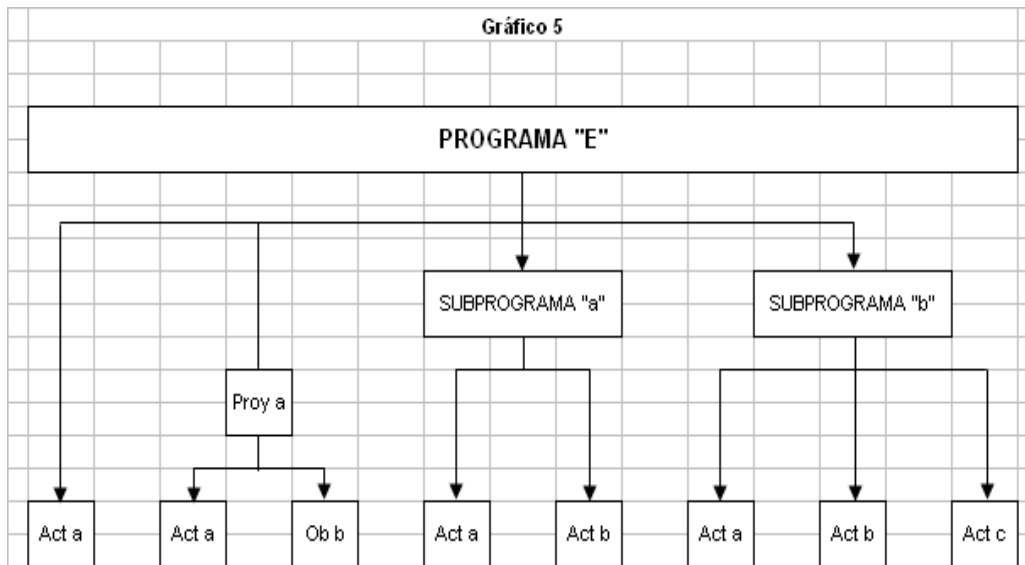 Gráfico 5
PROGRAMA "E"
SUBPROGRAMA "a"
SUBPROGRAMA "b"
Proy a
Act a
Act a
Ob b
Act a
Act b
Act a
Act b
Act c